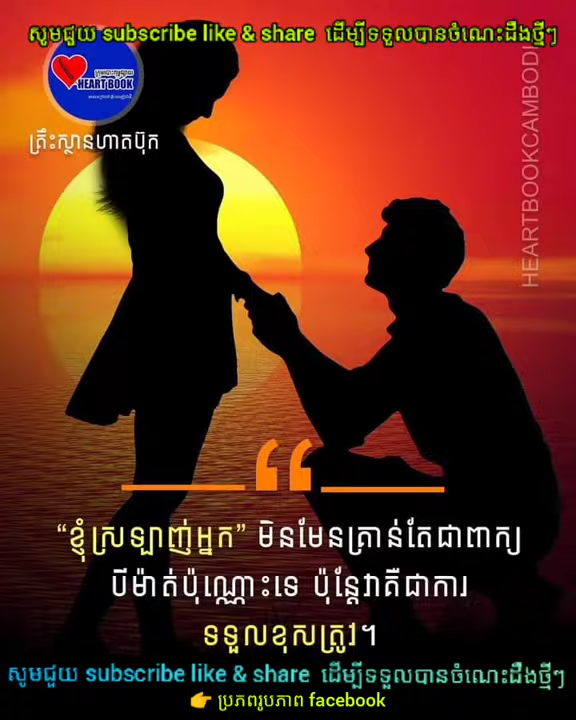 សូមជួយ subscribe like & share ដើម្បីទទួលបានចំណេះដឹងថ្មីៗ
HEART BOOK
គ្រឹះស្ថានហាតប៊ុក
HEARTBOOKCAMBODI
“ខ្ញុំស្រឡាញ់អ្នក” មិនមែនគ្រាន់តែជាពាក្យ
បីម៉ាត់ប៉ុណ្ណោះទេ ប៉ុន្តែវាគឺជាការ
ទទួលខុសត្រូវ។
សូមជួយ subscribe like & share ដើម្បីទទួលបានចំណេះដឹងថ្មីៗ
👉 ប្រភពរូបភាព facebook